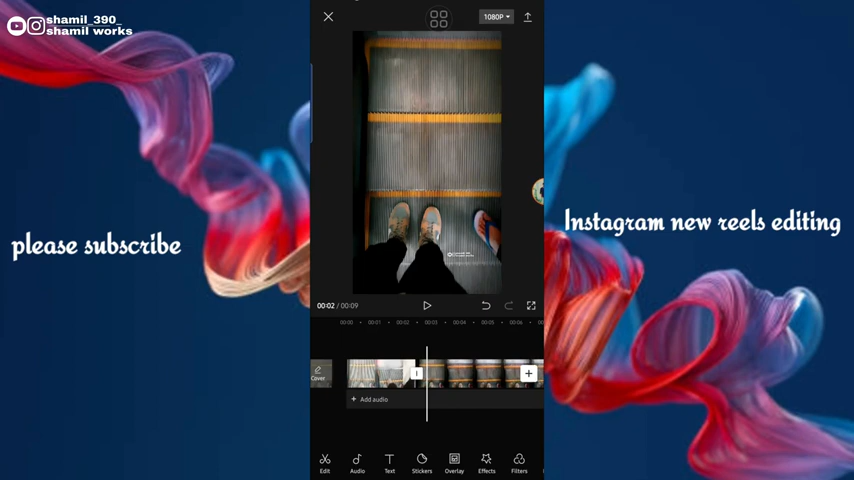 shamil_390_
shamil works
please subscribe
Instagram new reels editing
1080P
00:02 / 00:09
00:00 00:01 00:02 00:03 00:04 00:05 00:06
Cover
+ Add audio
Edit Audio Text Stickers Overlay Effects Filters